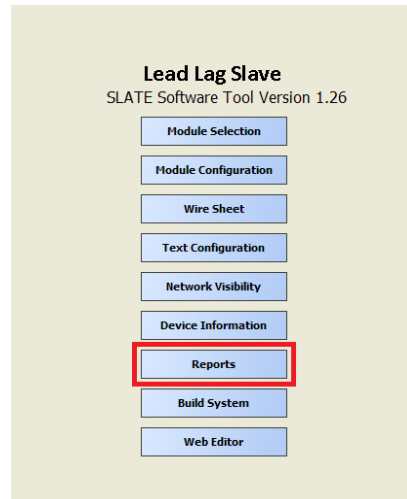 Lead Lag Slave
SLATE Software Tool Version 1.26
Module Selection
Module Configuration
Wire Sheet
Text Configuration
Network Visibility
Device Information
Reports
Build System
Web Editor